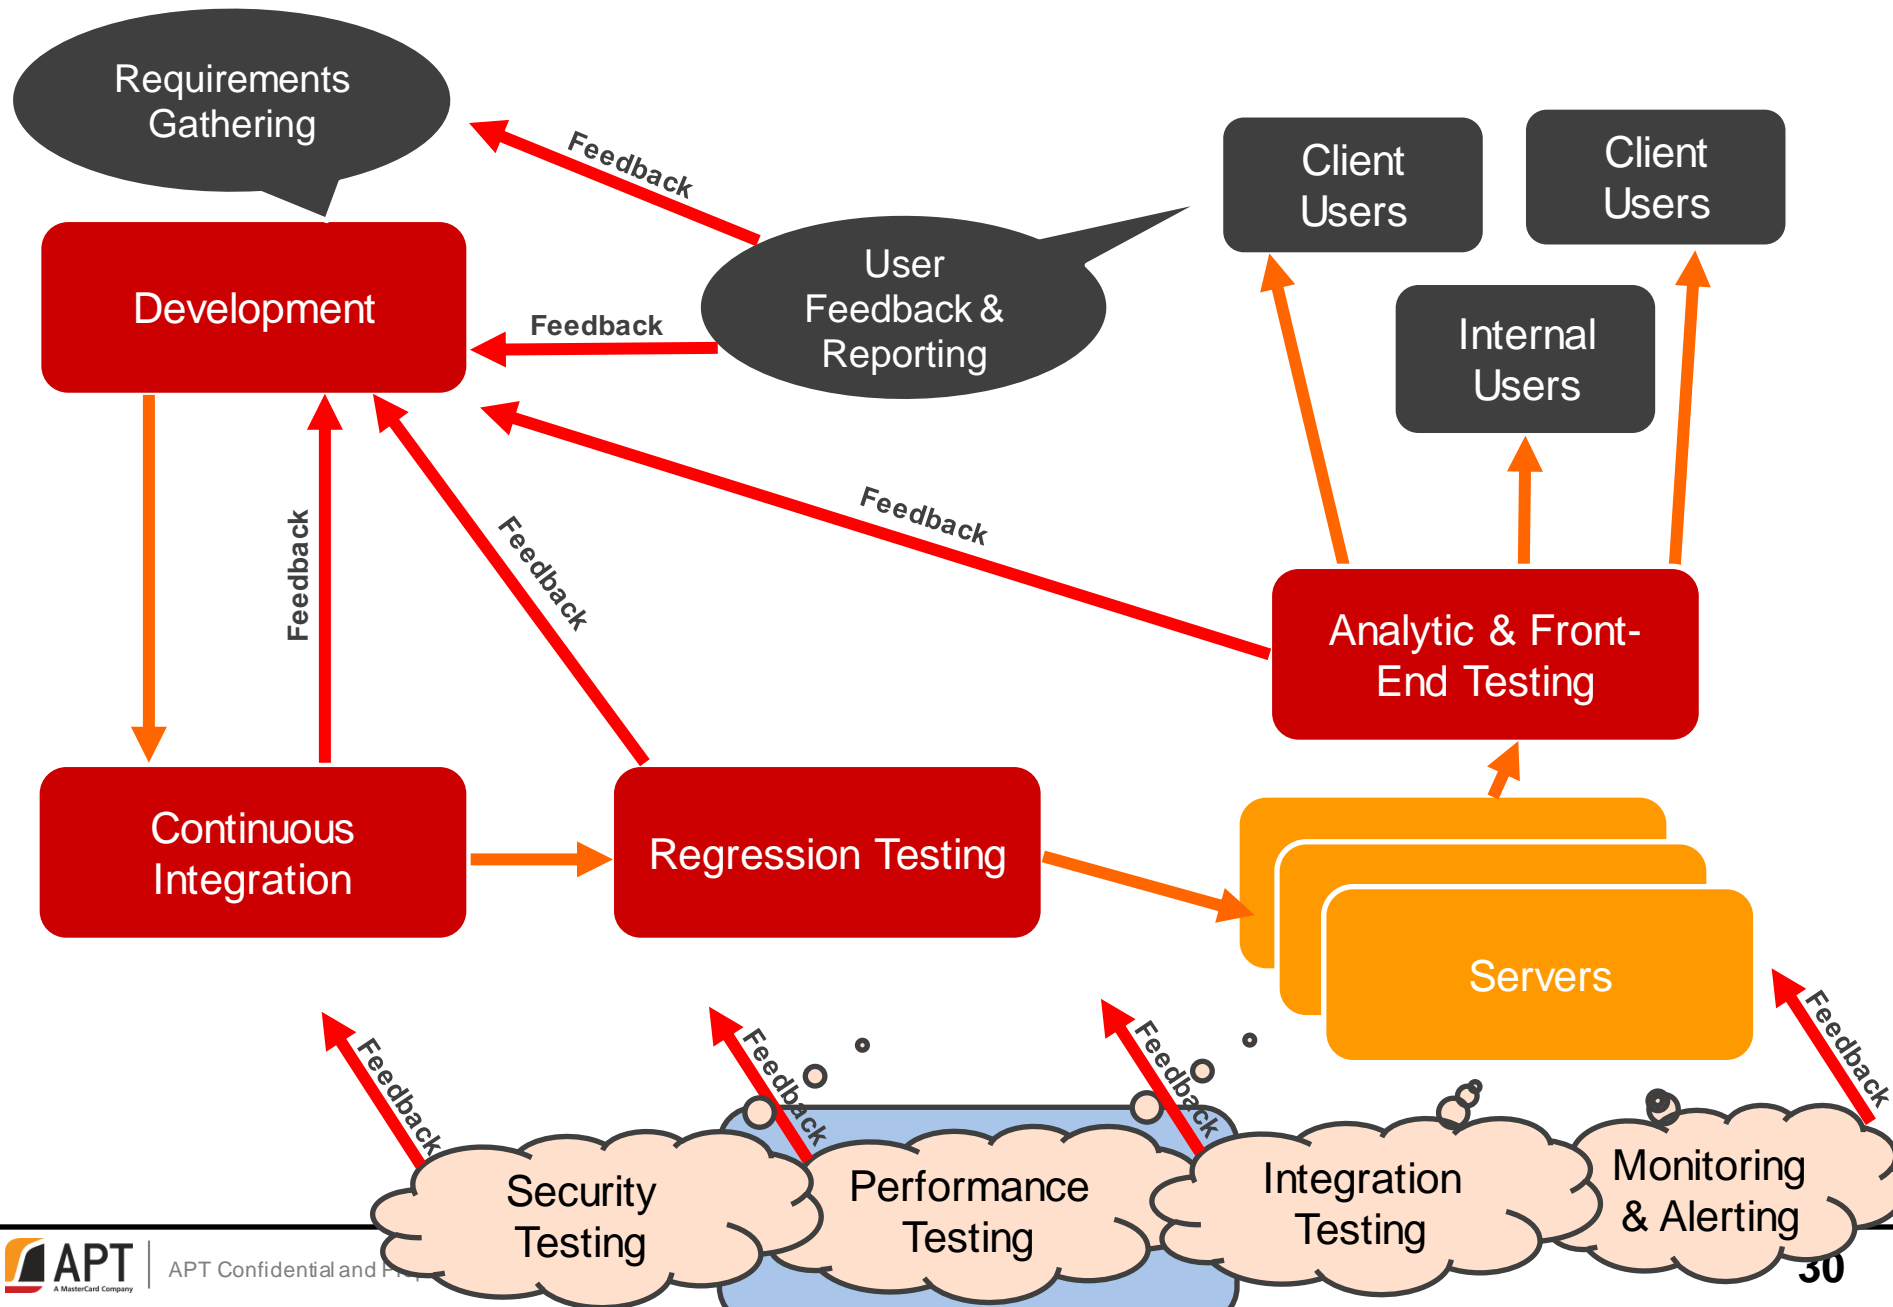 Requirements
Gathering
Feedback
Client
Users
Client
Users
User
Feedback &
Reporting
Development
Feedback
Internal
Users
Feedback
Feedback
Feedback
Analytic & Front-
End Testing
Continuous
Integration
Regression Testing
Servers
Feedback
Feedback
Feedback
Feedback
Security
Testing
Performance
Testing
Integration
Testing
Monitoring
& Alerting
APT
A MasterCard Company
APT Confidential and
30